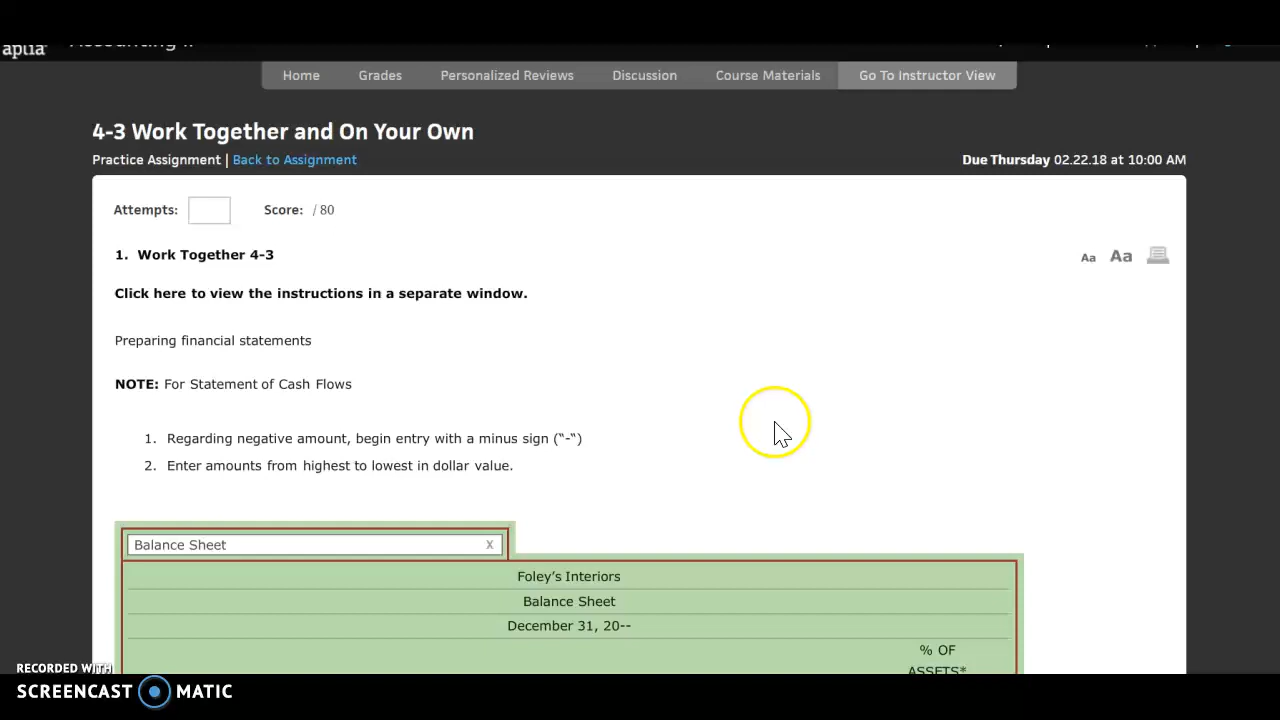 aplia
Home Grades Personalized Reviews Discussion Course Materials Go To Instructor View
4-3 Work Together and On Your Own
Practice Assignment | Back to Assignment Due Thursday 02.22.18 at 10:00 AM
Attempts: Score: / 80
1. Work Together 4-3 Aa Aa
Click here to view the instructions in a separate window.
Preparing financial statements
NOTE: For Statement of Cash Flows
1. Regarding negative amount, begin entry with a minus sign (“-“)
2. Enter amounts from highest to lowest in dollar value.
Balance Sheet X
Foley’s Interiors
Balance Sheet
December 31, 20--
% OF
ASSETS*
RECORDED WITH
SCREENCAST MATIC